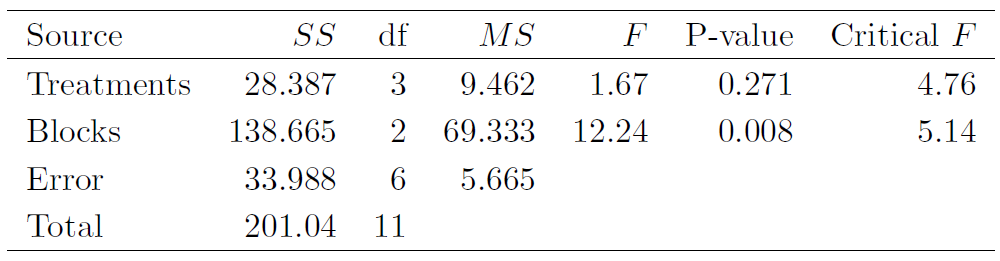 Source SS df MS F P-value Critical F
Treatments 28.387 3 9.462 1.67 0.271 4.76
Blocks 138.665 2 69.333 12.24 0.008 5.14
Error 33.988 6 5.665
Total 201.04 11